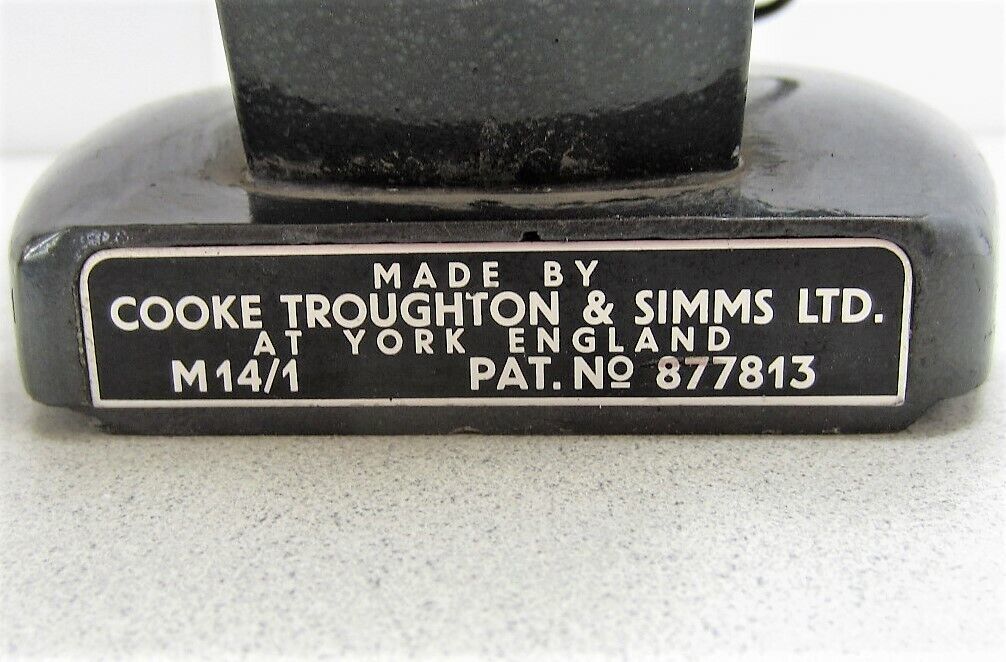 MADE BY
COOKE TROUGHTON & SIMMS LTD.
AT YORK ENGLAND
M14/1 PAT. Nº 877813